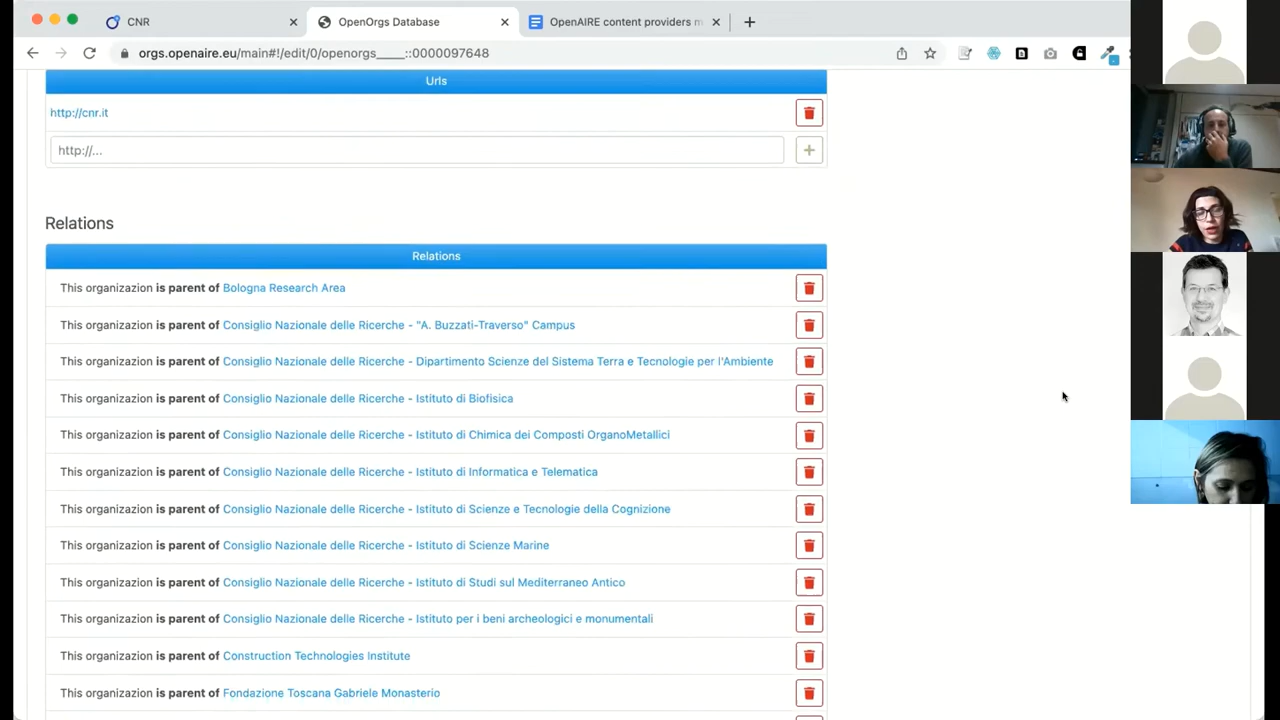 CNR
OpenOrgs Database
OpenAIRE content providers m
orgs.openaire.eu/main#!/edit/0/openorgs_____::0000097648
Urls
http://cnr.it
http://...
Relations
Relations
This organizazion is parent of Bologna Research Area
This organizazion is parent of Consiglio Nazionale delle Ricerche - "A. Buzzati-Traverso" Campus
This organizazion is parent of Consiglio Nazionale delle Ricerche - Dipartimento Scienze del Sistema Terra e Tecnologie per l'Ambiente
This organizazion is parent of Consiglio Nazionale delle Ricerche - Istituto di Biofisica
This organizazion is parent of Consiglio Nazionale delle Ricerche - Istituto di Chimica dei Composti OrganoMetallici
This organizazion is parent of Consiglio Nazionale delle Ricerche - Istituto di Informatica e Telematica
This organizazion is parent of Consiglio Nazionale delle Ricerche - Istituto di Scienze e Tecnologie della Cognizione
This organizazion is parent of Consiglio Nazionale delle Ricerche - Istituto di Scienze Marine
This organizazion is parent of Consiglio Nazionale delle Ricerche - Istituto di Studi sul Mediterraneo Antico
This organizazion is parent of Consiglio Nazionale delle Ricerche - Istituto per i beni archeologici e monumentali
This organizazion is parent of Construction Technologies Institute
This organizazion is parent of Fondazione Toscana Gabriele Monasterio